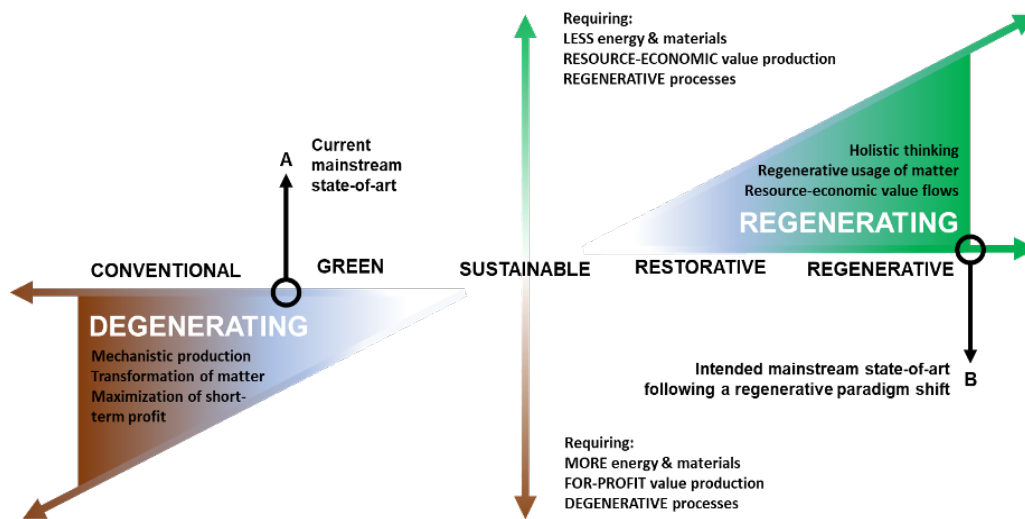 Requiring:
LESS energy & materials
RESOURCE-ECONOMIC value production
REGENERATIVE processes
A
Current
mainstream
state-of-art
Holistic thinking
Regenerative usage of matter
Resource-economic value flows
REGENERATING
CONVENTIONAL
GREEN
SUSTAINABLE
RESTORATIVE
REGENERATIVE
DEGENERATING
Mechanistic production
Transformation of matter
Maximization of short-
term profit
Intended mainstream state-of-art
following a regenerative paradigm shift
B
Requiring:
MORE energy & materials
FOR-PROFIT value production
DEGENERATIVE processes